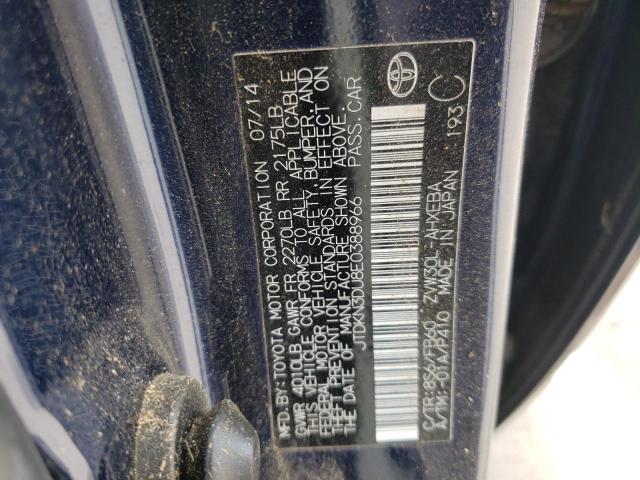 MFD.BY:TOYOTA MOTOR CORPORATION 07/14
GVWR 4010LB GAWR FR 2270LB RR 2175LB
THIS VEHICLE CONFORMS TO ALL APPLICABLE
FEDERAL MOTOR VEHICLE SAFETY, BUMPER, AND
THEFT PREVENTION STANDARDS IN EFFECT ON
THE DATE OF MANUFACTURE SHOWN ABOVE.
JTDKN3DU8E0388966 PASS.CAR
C/TR:8S6/FB60 ZVW30L-AHXEBA 193 C
A/TM:-01A/P410 MADE IN JAPAN